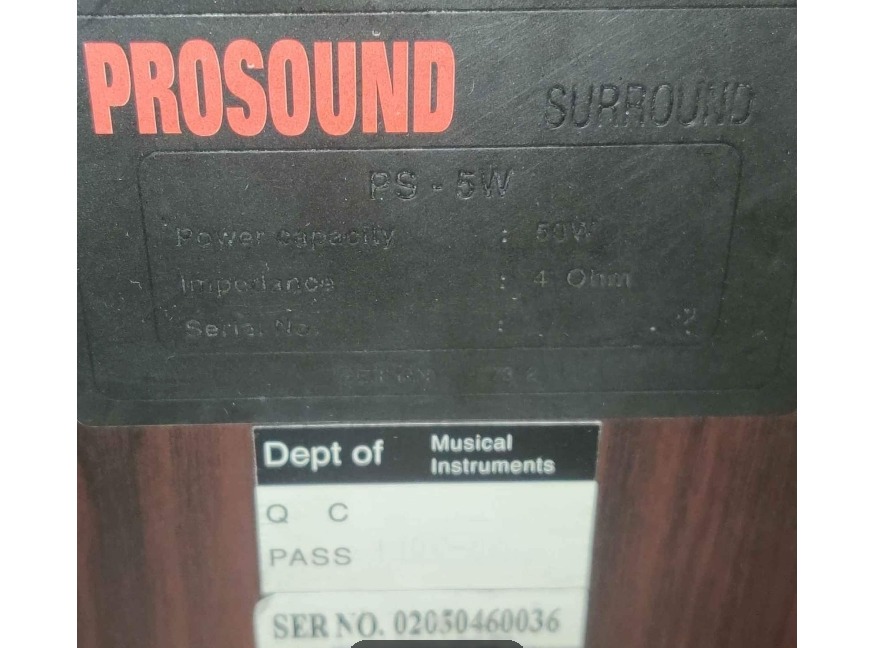 PROSOUND SURROUND
PS - 5W
Power capacity : 50W
Impedance : 4 Ohm
Serial No. :
Dept of Musical Instruments
Q C
PASS
SER NO. 02050460036